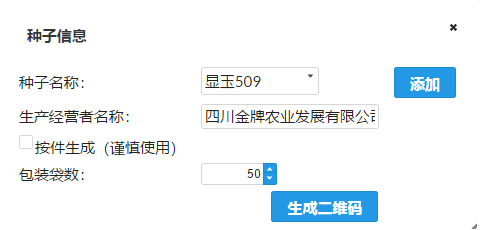 种子信息
种子名称： 显玉509 添加
生产经营者名称： 四川金牌农业发展有限公司
按件生成（谨慎使用）
包装袋数： 50
生成二维码